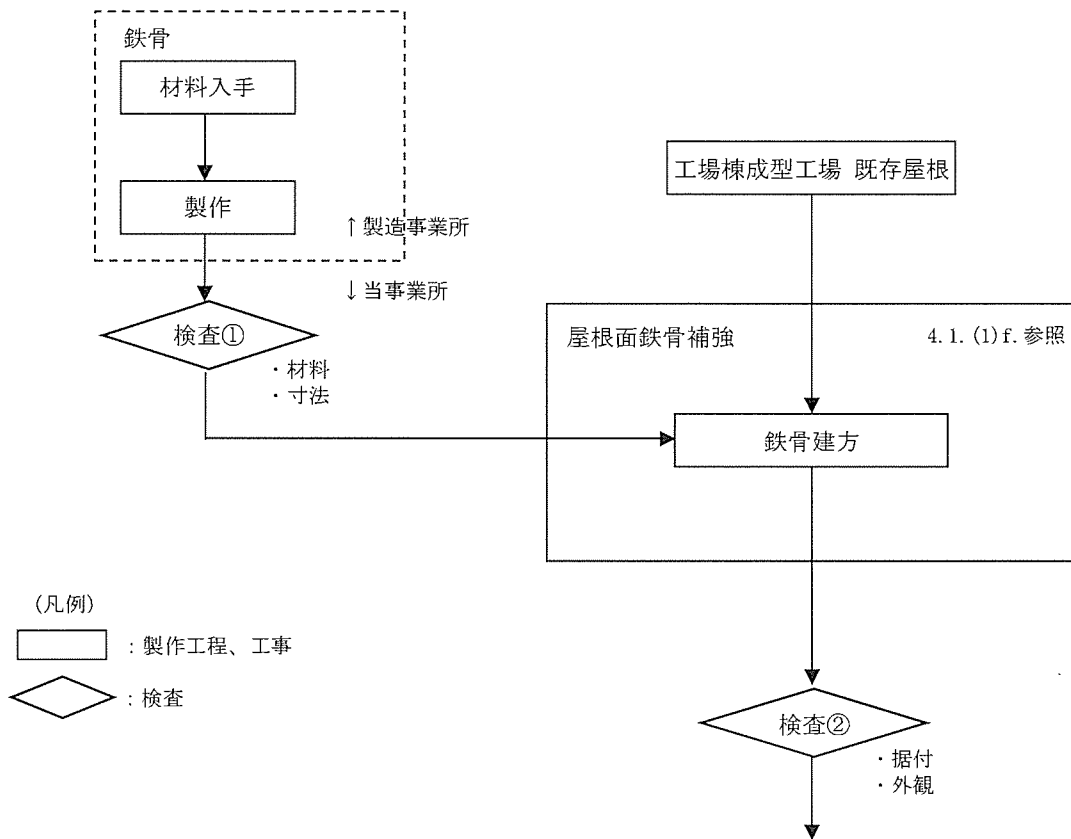 鉄骨
材料入手
製作
↑製造事業所
↓当事業所
検査①
・材料
・寸法
工場棟成型工場 既存屋根
屋根面鉄骨補強 4.1.(1)f.参照
鉄骨建方
(凡例)
：製作工程、工事
：検査
検査②
・据付
・外観